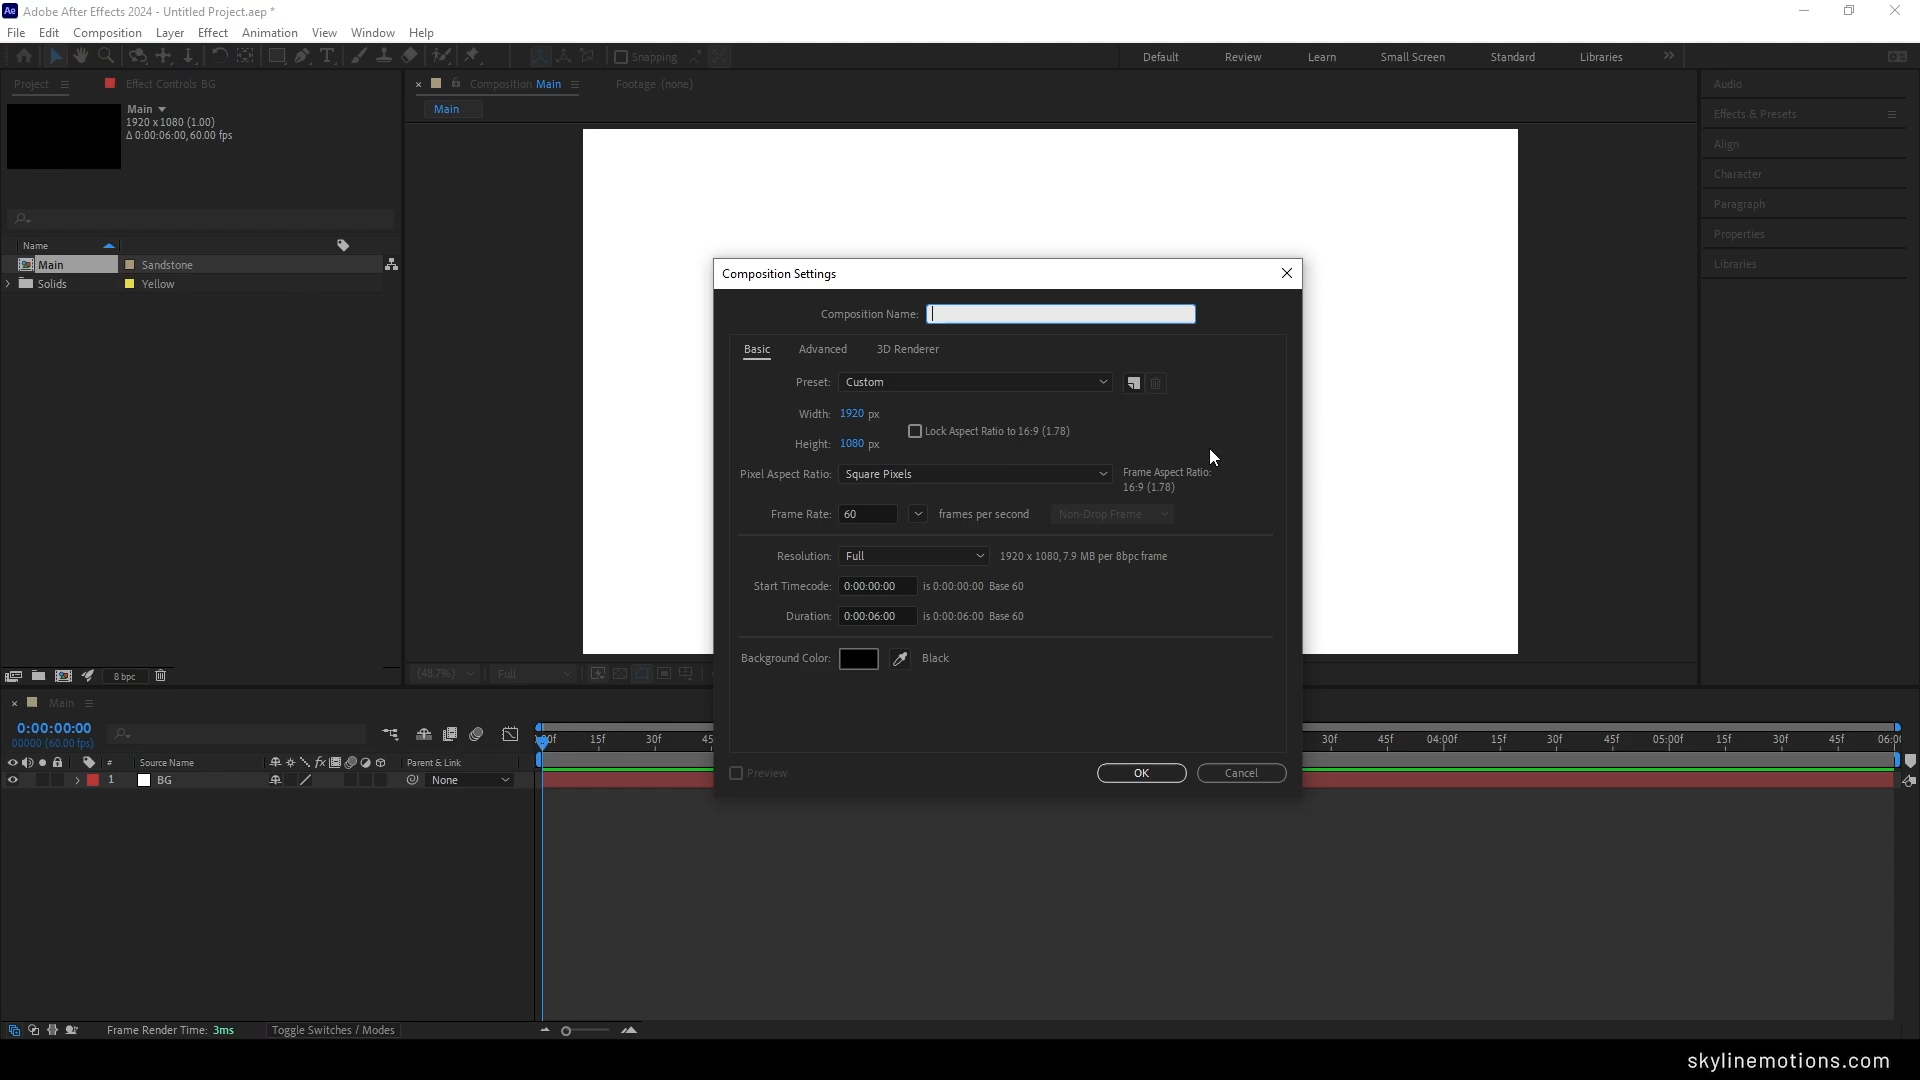 Ae Adobe After Effects 2024 - Untitled Project.aep *
File Edit Composition Layer Effect Animation View Window Help
Snapping
Default Review Learn Small Screen Standard Libraries
Project Effect Controls BG
Composition Main Footage (none)
Main
1920 x 1080 (1.00)
Δ 0:00:06:00, 60.00 fps
Main
Name
Main Sandstone
Solids Yellow
8 bpc
Audio
Effects & Presets
Align
Character
Paragraph
Properties
Libraries
Composition Settings
Composition Name:
Basic Advanced 3D Renderer
Preset: Custom
Width: 1920 px
Lock Aspect Ratio to 16:9 (1.78)
Height: 1080 px
Pixel Aspect Ratio: Square Pixels
Frame Aspect Ratio:
16:9 (1.78)
Frame Rate: 60 frames per second Non-Drop Frame
Resolution: Full 1920 x 1080, 7.9 MB per 8bpc frame
Start Timecode: 0:00:00:00 is 0:00:00:00 Base 60
Duration: 0:00:06:00 is 0:00:06:00 Base 60
Background Color: Black
Preview OK Cancel
(48.7%) Full
Main
0:00:00:00
00000 (60.00 fps)
15f 30f 30f 45f 04:00f 15f 30f 45f 05:00f 15f 30f 45f
# Source Name fx Parent & Link
1 BG None
Frame Render Time: 3ms Toggle Switches / Modes
skylinemotions.com